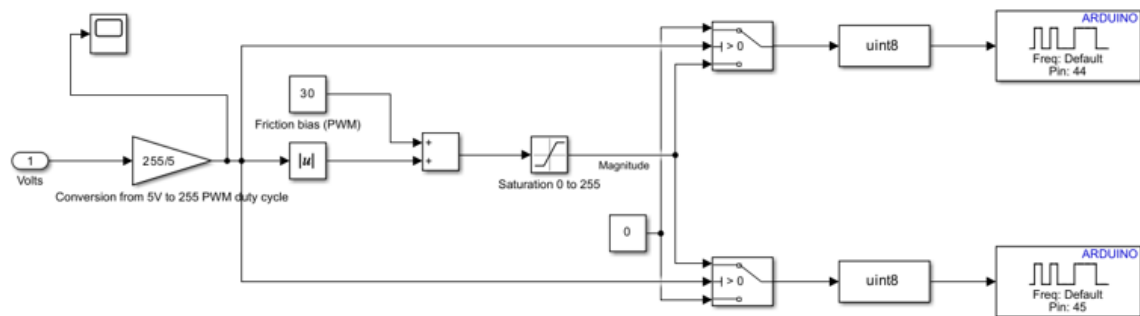 ARDUINO
> 0
uint8
Freq: Default
Pin: 44
30
Friction bias (PWM)
+
+
1
Volts
255/5
Conversion from 5V to 255 PWM duty cycle
|u|
Saturation 0 to 255
Magnitude
0
ARDUINO
> 0
uint8
Freq: Default
Pin: 45